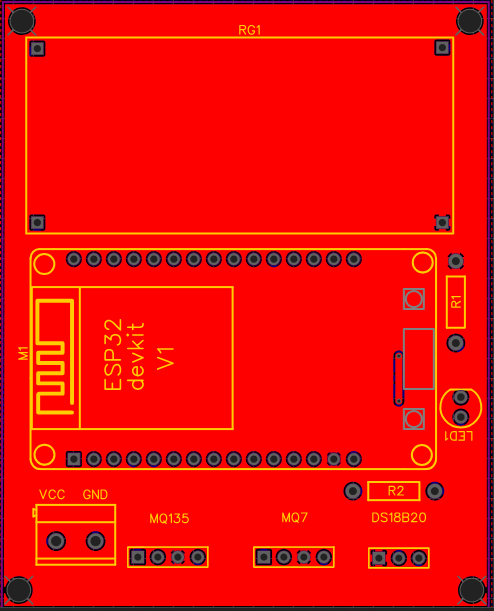 RG1
M1
ESP32
devkit
V1
R1
LED1
R2
VCC GND
MQ135
MQ7
DS18B20